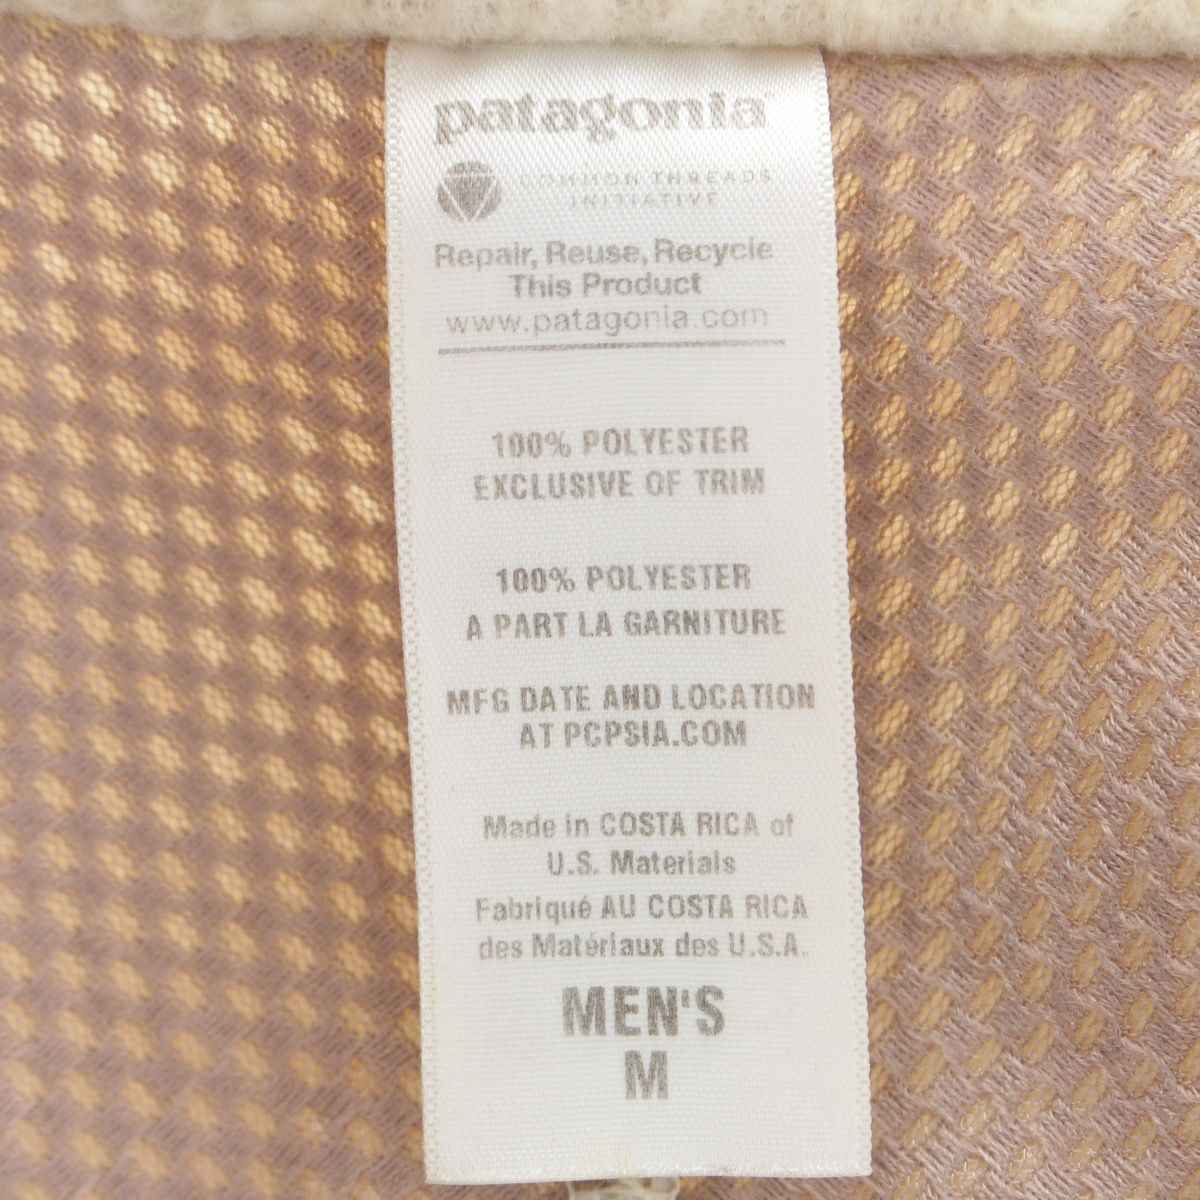 patagonia
COMMON THREADS
INITIATIVE
Repair, Reuse, Recycle
This Product
www.patagonia.com
100% POLYESTER
EXCLUSIVE OF TRIM
100% POLYESTER
A PART LA GARNITURE
MFG DATE AND LOCATION
AT PCPSIA.COM
Made in COSTA RICA of
U.S. Materials
Fabriqué AU COSTA RICA
des Matériaux des U.S.A.
MEN'S
M